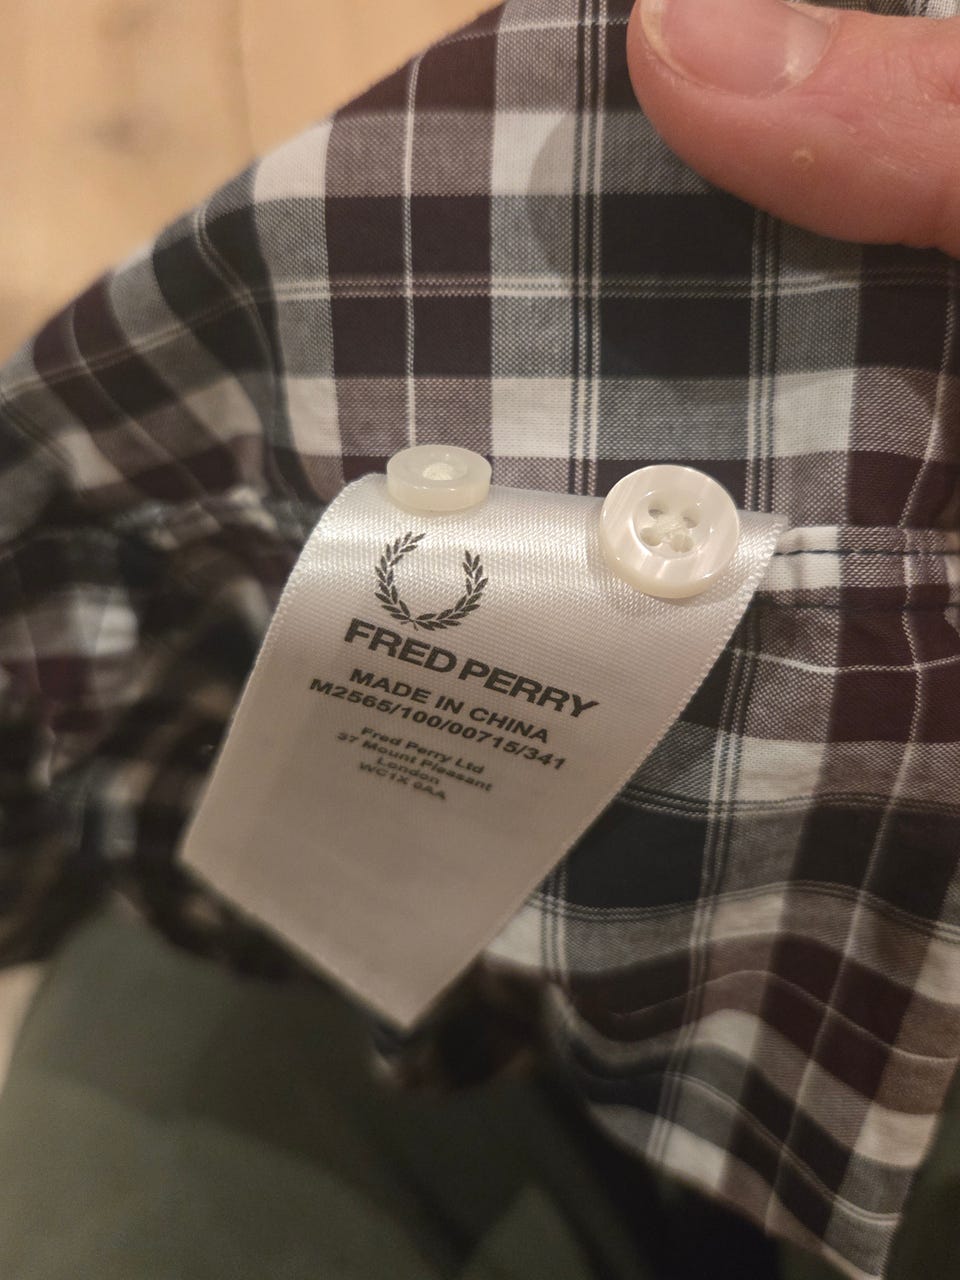 FRED PERRY
MADE IN CHINA
M2565/100/00715/341
Fred Perry Ltd
37 Mount Pleasant
London
WC1X 0AA